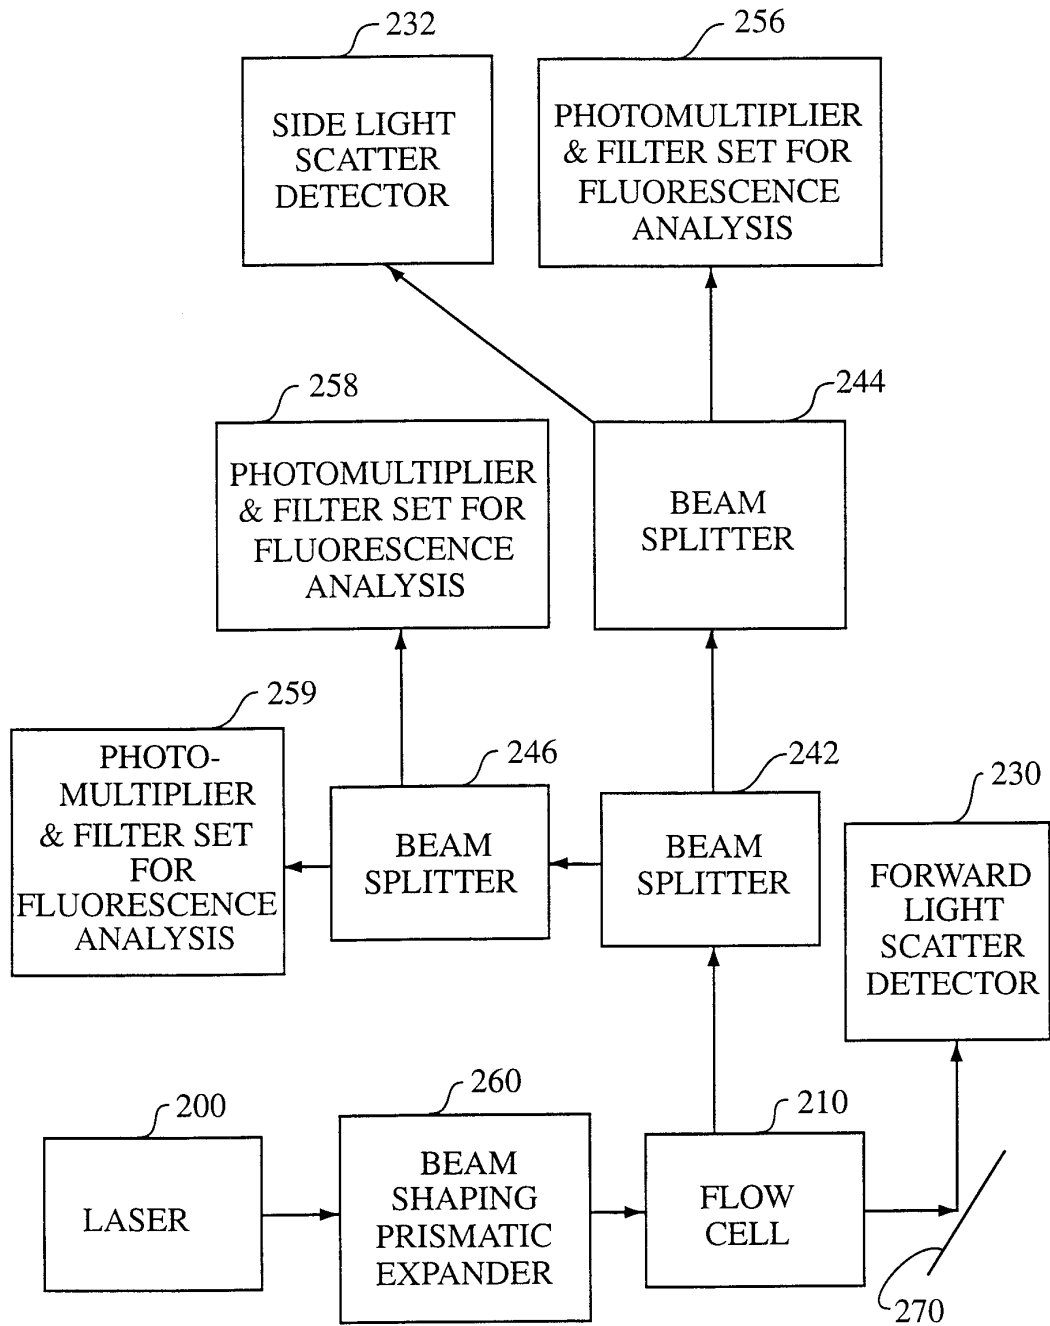 232
256
SIDE LIGHT
SCATTER
DETECTOR
PHOTOMULTIPLIER
& FILTER SET FOR
FLUORESCENCE
ANALYSIS
258
244
PHOTOMULTIPLIER
& FILTER SET FOR
FLUORESCENCE
ANALYSIS
BEAM
SPLITTER
259
246
242
230
PHOTO-
MULTIPLIER
& FILTER SET
FOR
FLUORESCENCE
ANALYSIS
BEAM
SPLITTER
BEAM
SPLITTER
FORWARD
LIGHT
SCATTER
DETECTOR
200
260
210
LASER
BEAM
SHAPING
PRISMATIC
EXPANDER
FLOW
CELL
270